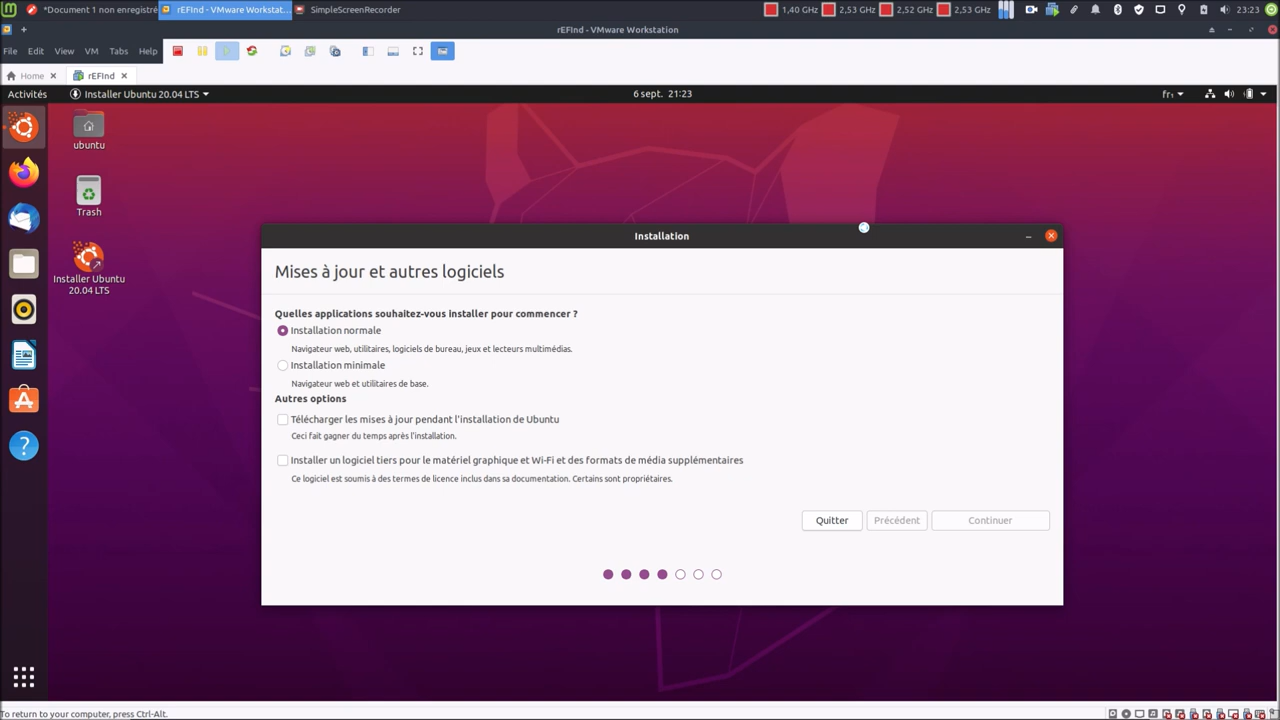 *Document 1 non enregistré
rEFInd - VMware Workstat...
SimpleScreenRecorder
1,40 GHz
2,53 GHz
2,52 GHz
2,53 GHz
23:23
rEFInd - VMware Workstation
File Edit View VM Tabs Help
Home
rEFInd
Activités
Installer Ubuntu 20.04 LTS
6 sept. 21:23
fr₁
ubuntu
Trash
Installer Ubuntu
20.04 LTS
Installation
Mises à jour et autres logiciels
Quelles applications souhaitez-vous installer pour commencer ?
Installation normale
Navigateur web, utilitaires, logiciels de bureau, jeux et lecteurs multimédias.
Installation minimale
Navigateur web et utilitaires de base.
Autres options
Télécharger les mises à jour pendant l'installation de Ubuntu
Ceci fait gagner du temps après l'installation.
Installer un logiciel tiers pour le matériel graphique et Wi-Fi et des formats de média supplémentaires
Ce logiciel est soumis à des termes de licence inclus dans sa documentation. Certains sont propriétaires.
Quitter
Précédent
Continuer
To return to your computer, press Ctrl-Alt.